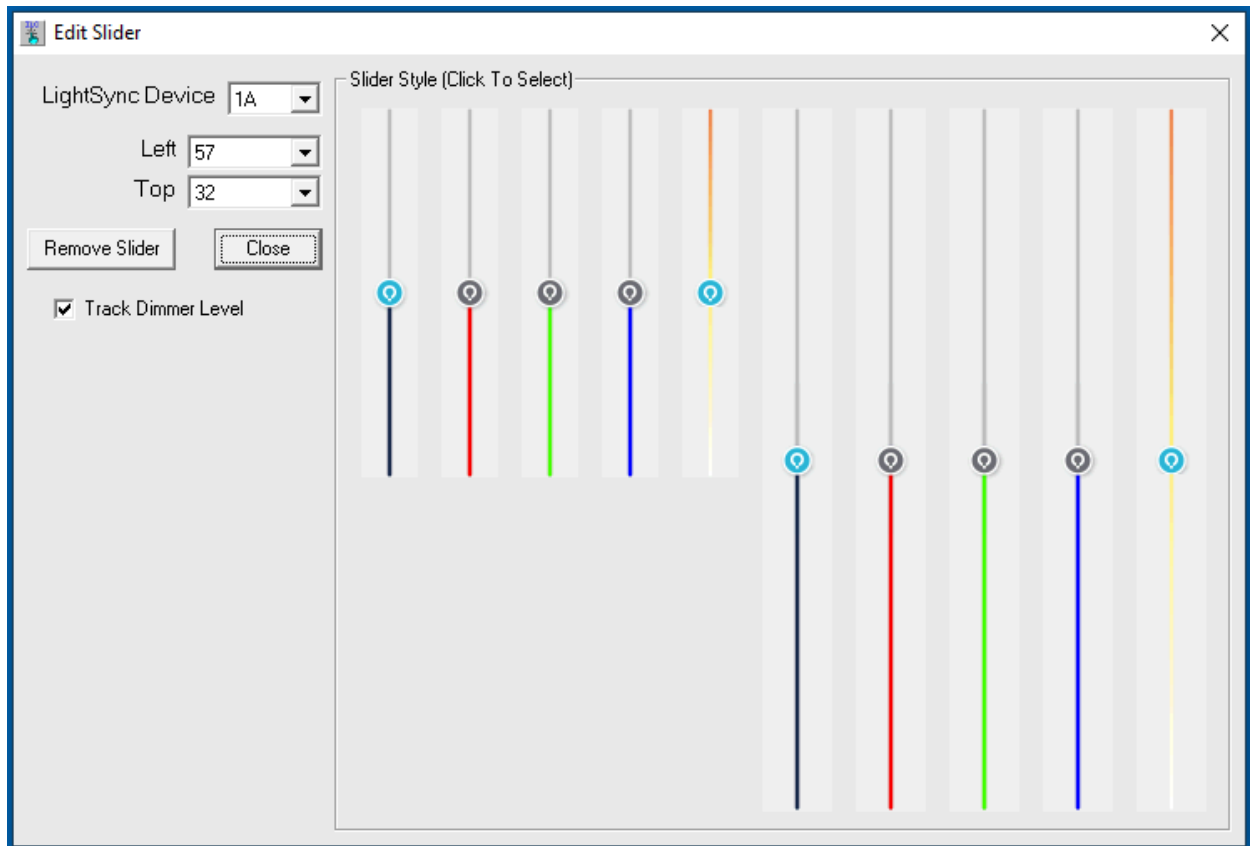 Edit Slider
LightSync Device 1A
Left 57
Top 32
Remove Slider Close
Track Dimmer Level
Slider Style (Click To Select)